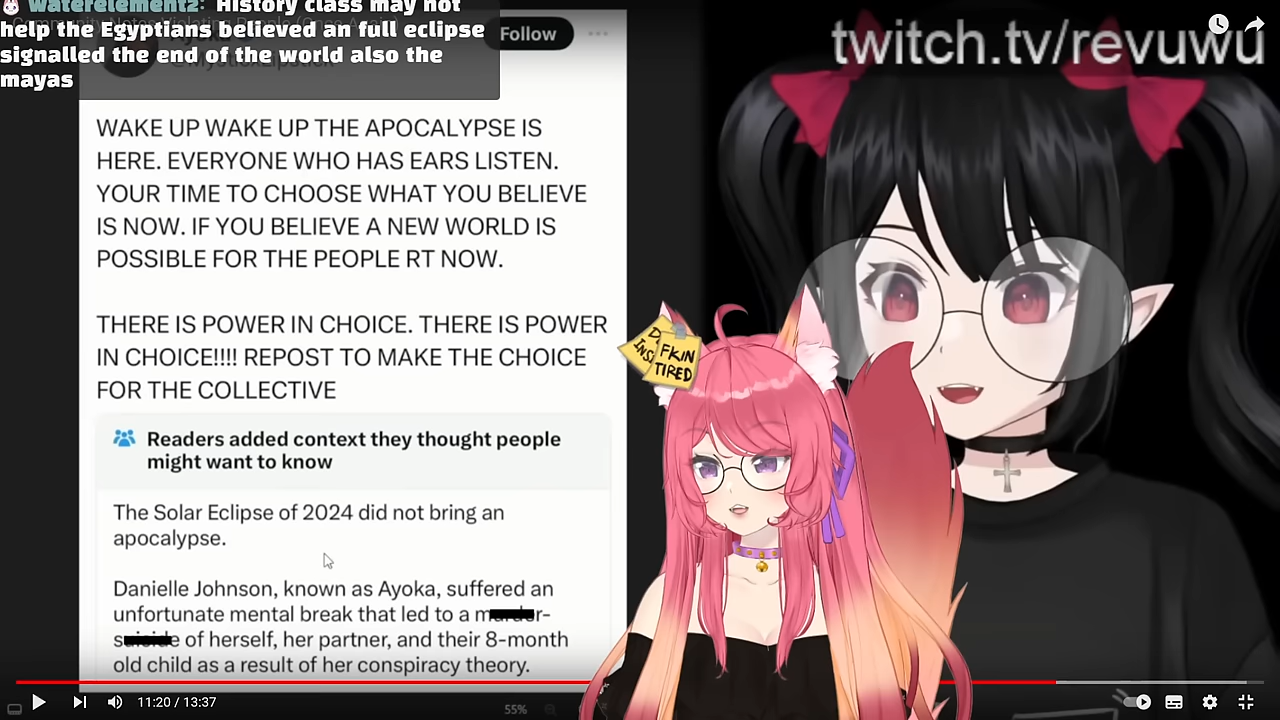 waterelement2: History class may not
help the Egyptians believed an full eclipse
signalled the end of the world also the
mayas
Follow
twitch.tv/revuwu
WAKE UP WAKE UP THE APOCALYPSE IS
HERE. EVERYONE WHO HAS EARS LISTEN.
YOUR TIME TO CHOOSE WHAT YOU BELIEVE
IS NOW. IF YOU BELIEVE A NEW WORLD IS
POSSIBLE FOR THE PEOPLE RT NOW.
THERE IS POWER IN CHOICE. THERE IS POWER
IN CHOICE!!!! REPOST TO MAKE THE CHOICE
FOR THE COLLECTIVE
Readers added context they thought people
might want to know
The Solar Eclipse of 2024 did not bring an
apocalypse.
Danielle Johnson, known as Ayoka, suffered an
unfortunate mental break that led to a m r-
s e of herself, her partner, and their 8-month
old child as a result of her conspiracy theory.
FKIN
TIRED
11:20 / 13:37
55%